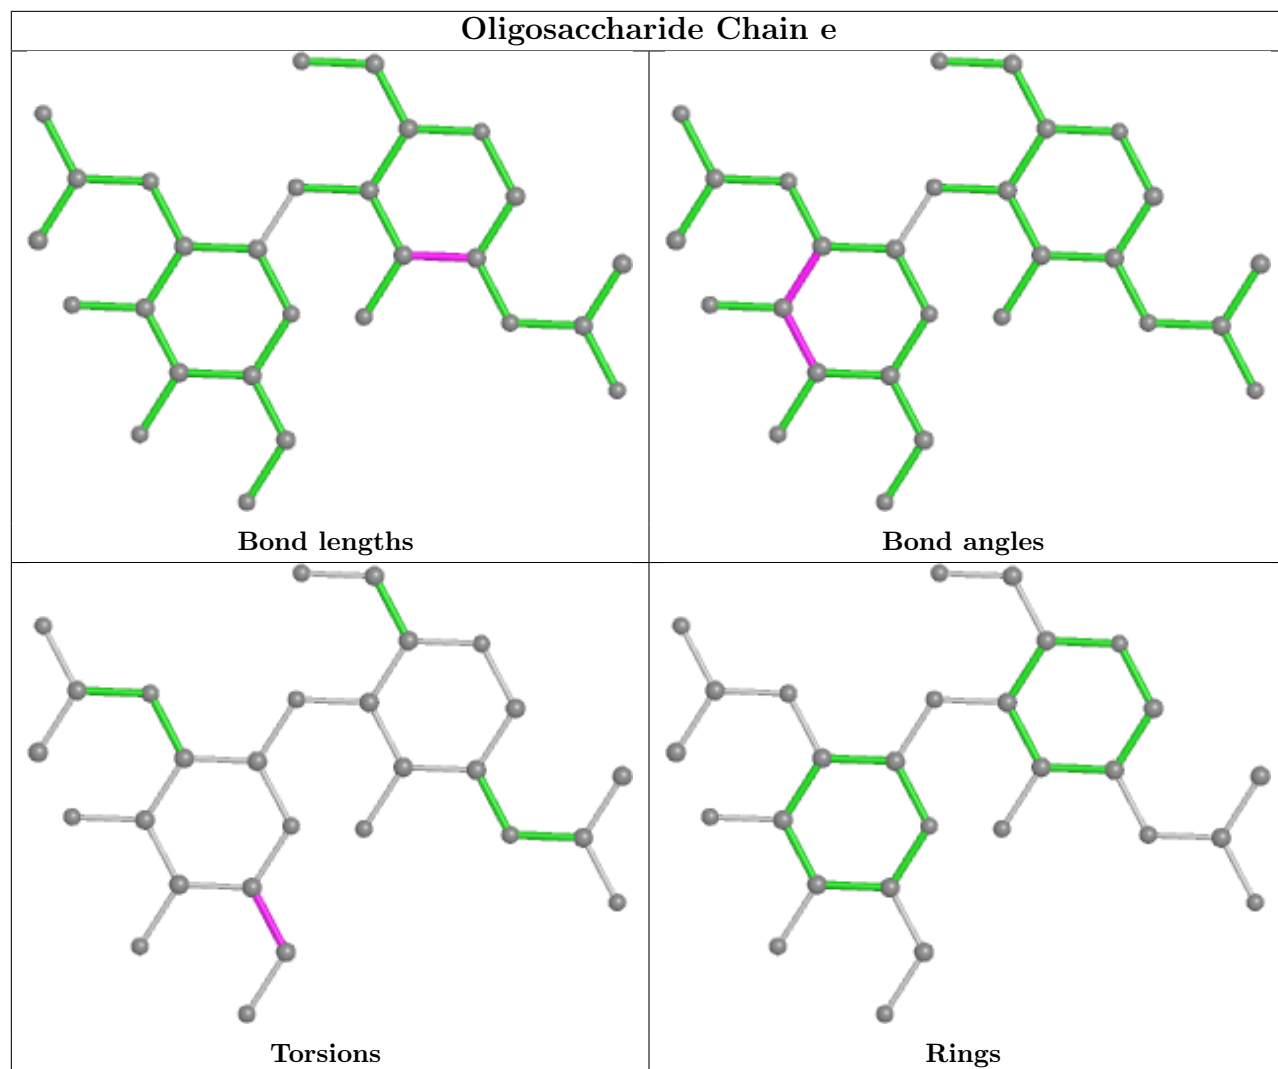 Oligosaccharide Chain e
Bond lengths
Bond angles
Torsions
Rings